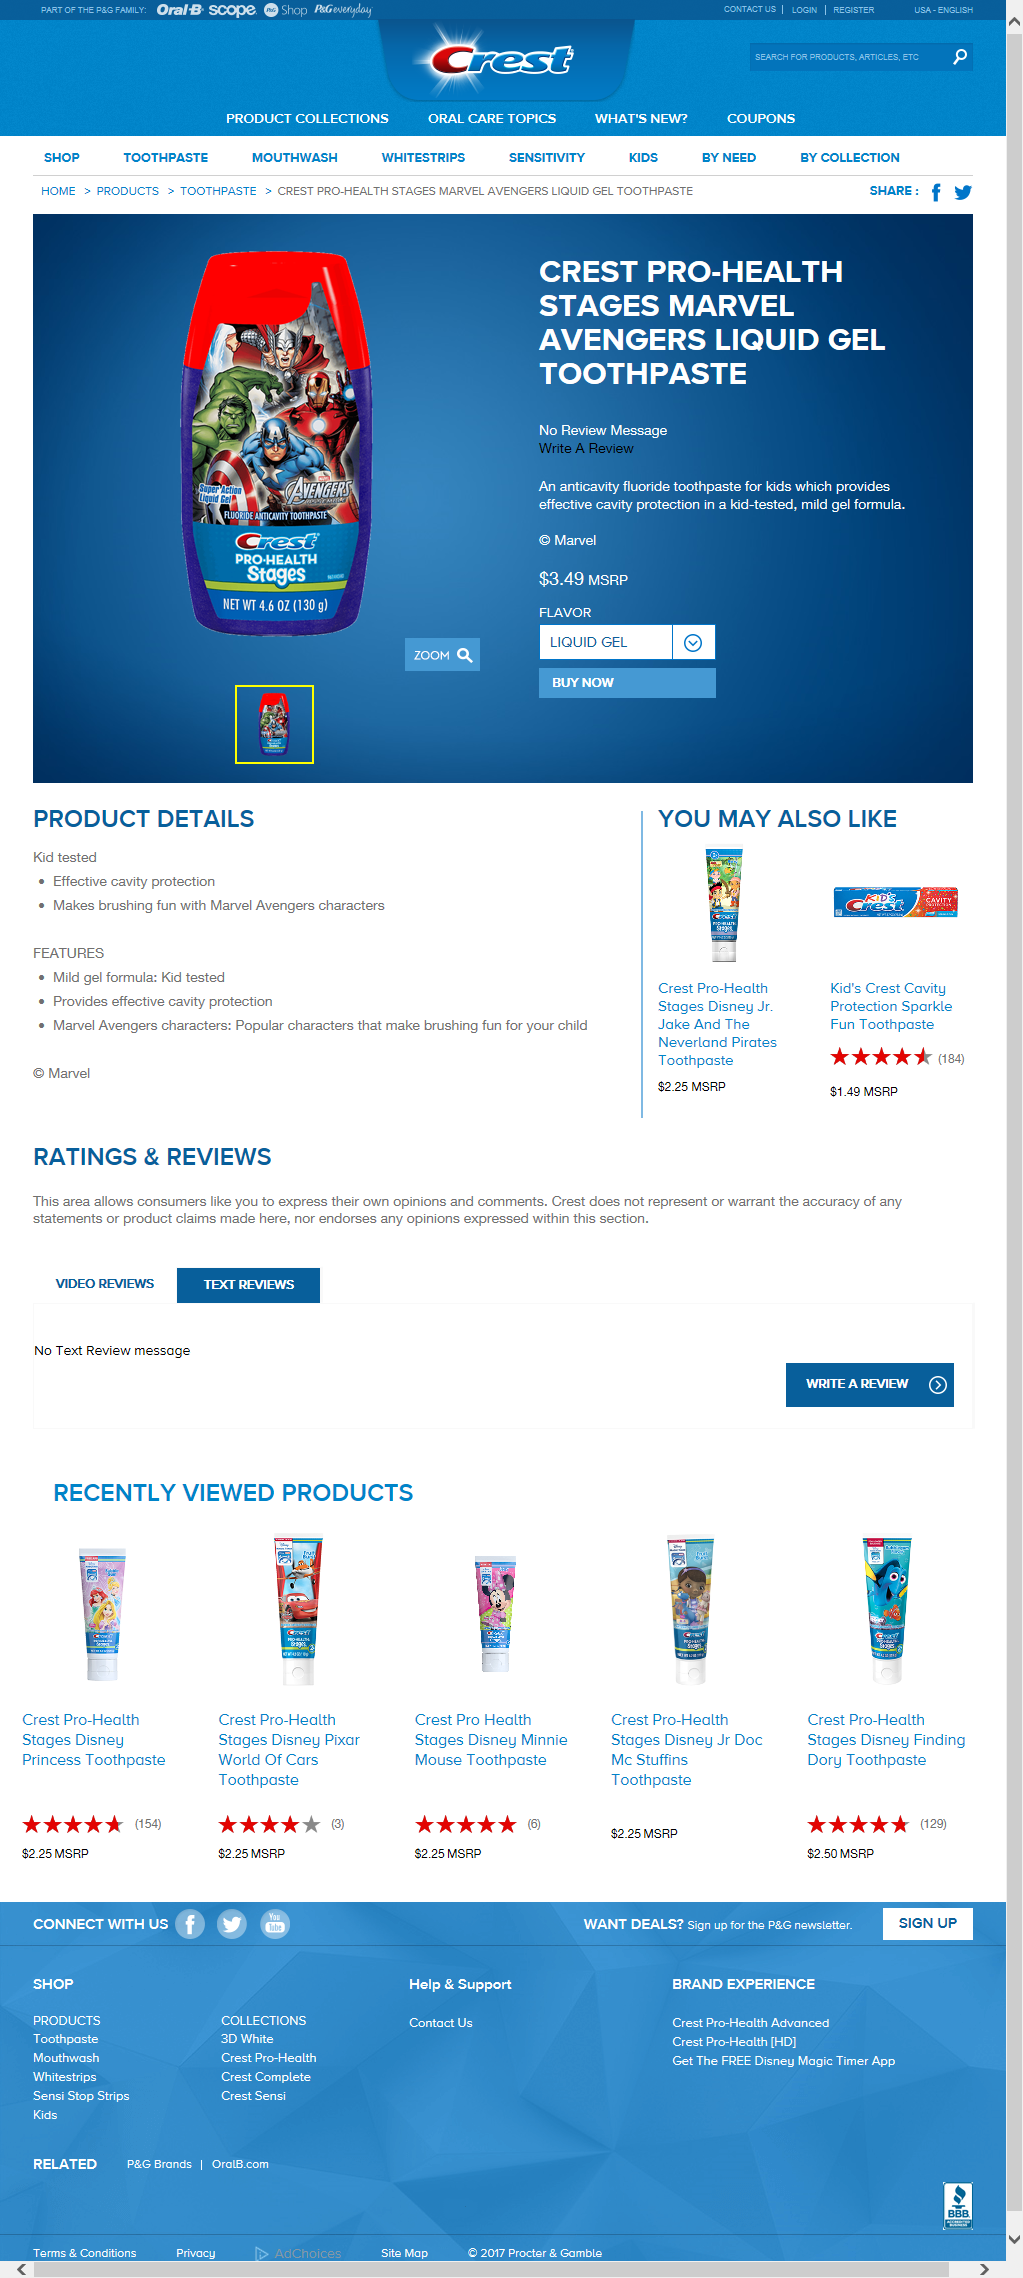 PART OF THE P&G FAMILY: Oral-B SCOPE P&G Shop P&G everyday CONTACT US | LOGIN | REGISTER USA - ENGLISH
Crest
SEARCH FOR PRODUCTS, ARTICLES, ETC
PRODUCT COLLECTIONS ORAL CARE TOPICS WHAT'S NEW? COUPONS
SHOP TOOTHPASTE MOUTHWASH WHITESTRIPS SENSITIVITY KIDS BY NEED BY COLLECTION
HOME > PRODUCTS > TOOTHPASTE > CREST PRO-HEALTH STAGES MARVEL AVENGERS LIQUID GEL TOOTHPASTE SHARE :
CREST PRO-HEALTH
STAGES MARVEL
AVENGERS LIQUID GEL
TOOTHPASTE
No Review Message
Write A Review
An anticavity fluoride toothpaste for kids which provides
effective cavity protection in a kid-tested, mild gel formula.
© Marvel
$3.49 MSRP
FLAVOR
LIQUID GEL
BUY NOW
Super Action
Liquid Gel
AVENGERS
FLUORIDE ANTICAVITY TOOTHPASTE
Crest
PRO-HEALTH
Stages
NET WT 4.6 OZ (130 g)
ZOOM
PRODUCT DETAILS
Kid tested
• Effective cavity protection
• Makes brushing fun with Marvel Avengers characters
FEATURES
• Mild gel formula: Kid tested
• Provides effective cavity protection
• Marvel Avengers characters: Popular characters that make brushing fun for your child
© Marvel
YOU MAY ALSO LIKE
Kid's
Crest
CAVITY
Crest Pro-Health
Stages Disney Jr.
Jake And The
Neverland Pirates
Toothpaste
$2.25 MSRP
Kid's Crest Cavity
Protection Sparkle
Fun Toothpaste
(184)
$1.49 MSRP
RATINGS & REVIEWS
This area allows consumers like you to express their own opinions and comments. Crest does not represent or warrant the accuracy of any
statements or product claims made here, nor endorses any opinions expressed within this section.
VIDEO REVIEWS TEXT REVIEWS
No Text Review message
WRITE A REVIEW
RECENTLY VIEWED PRODUCTS
Crest Pro-Health
Stages Disney
Princess Toothpaste
(154)
$2.25 MSRP
Crest Pro-Health
Stages Disney Pixar
World Of Cars
Toothpaste
(3)
$2.25 MSRP
Crest Pro Health
Stages Disney Minnie
Mouse Toothpaste
(6)
$2.25 MSRP
Crest Pro-Health
Stages Disney Jr Doc
Mc Stuffins
Toothpaste
$2.25 MSRP
Crest Pro-Health
Stages Disney Finding
Dory Toothpaste
(129)
$2.50 MSRP
CONNECT WITH US You Tube WANT DEALS? Sign up for the P&G newsletter. SIGN UP
SHOP
PRODUCTS
Toothpaste
Mouthwash
Whitestrips
Sensi Stop Strips
Kids
COLLECTIONS
3D White
Crest Pro-Health
Crest Complete
Crest Sensi
Help & Support
Contact Us
BRAND EXPERIENCE
Crest Pro-Health Advanced
Crest Pro-Health [HD]
Get The FREE Disney Magic Timer App
RELATED P&G Brands | OralB.com
BBB
Terms & Conditions Privacy AdChoices Site Map © 2017 Procter & Gamble